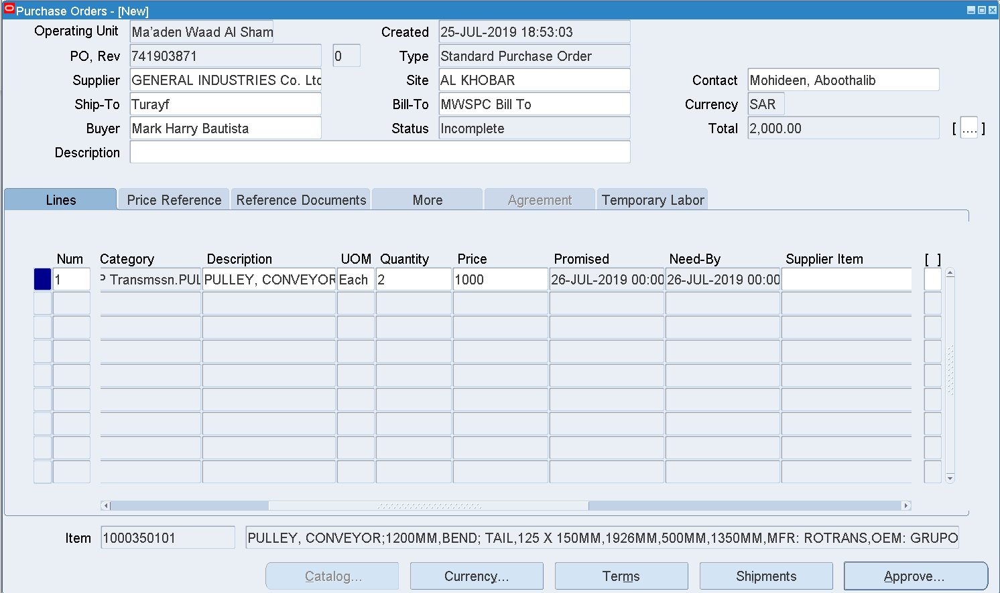 Purchase Orders - [New]
Operating Unit Ma'aden Waad Al Sham Created 25-JUL-2019 18:53:03
PO, Rev 741903871 0 Type Standard Purchase Order
Supplier GENERAL INDUSTRIES Co. Ltd Site AL KHOBAR Contact Mohideen, Aboothalib
Ship-To Turayf Bill-To MWSPC Bill To Currency SAR
Buyer Mark Harry Bautista Status Incomplete Total 2,000.00 [ .... ]
Description
Lines Price Reference Reference Documents More Agreement Temporary Labor
Num Category Description UOM Quantity Price Promised Need-By Supplier Item [ ]
1 P Transmssn.PUL PULLEY, CONVEYOR Each 2 1000 26-JUL-2019 00:00 26-JUL-2019 00:00
Item 1000350101 PULLEY, CONVEYOR;1200MM,BEND; TAIL,125 X 150MM,1926MM,500MM,1350MM,MFR: ROTRANS,OEM: GRUPO
Catalog... Currency... Terms Shipments Approve...